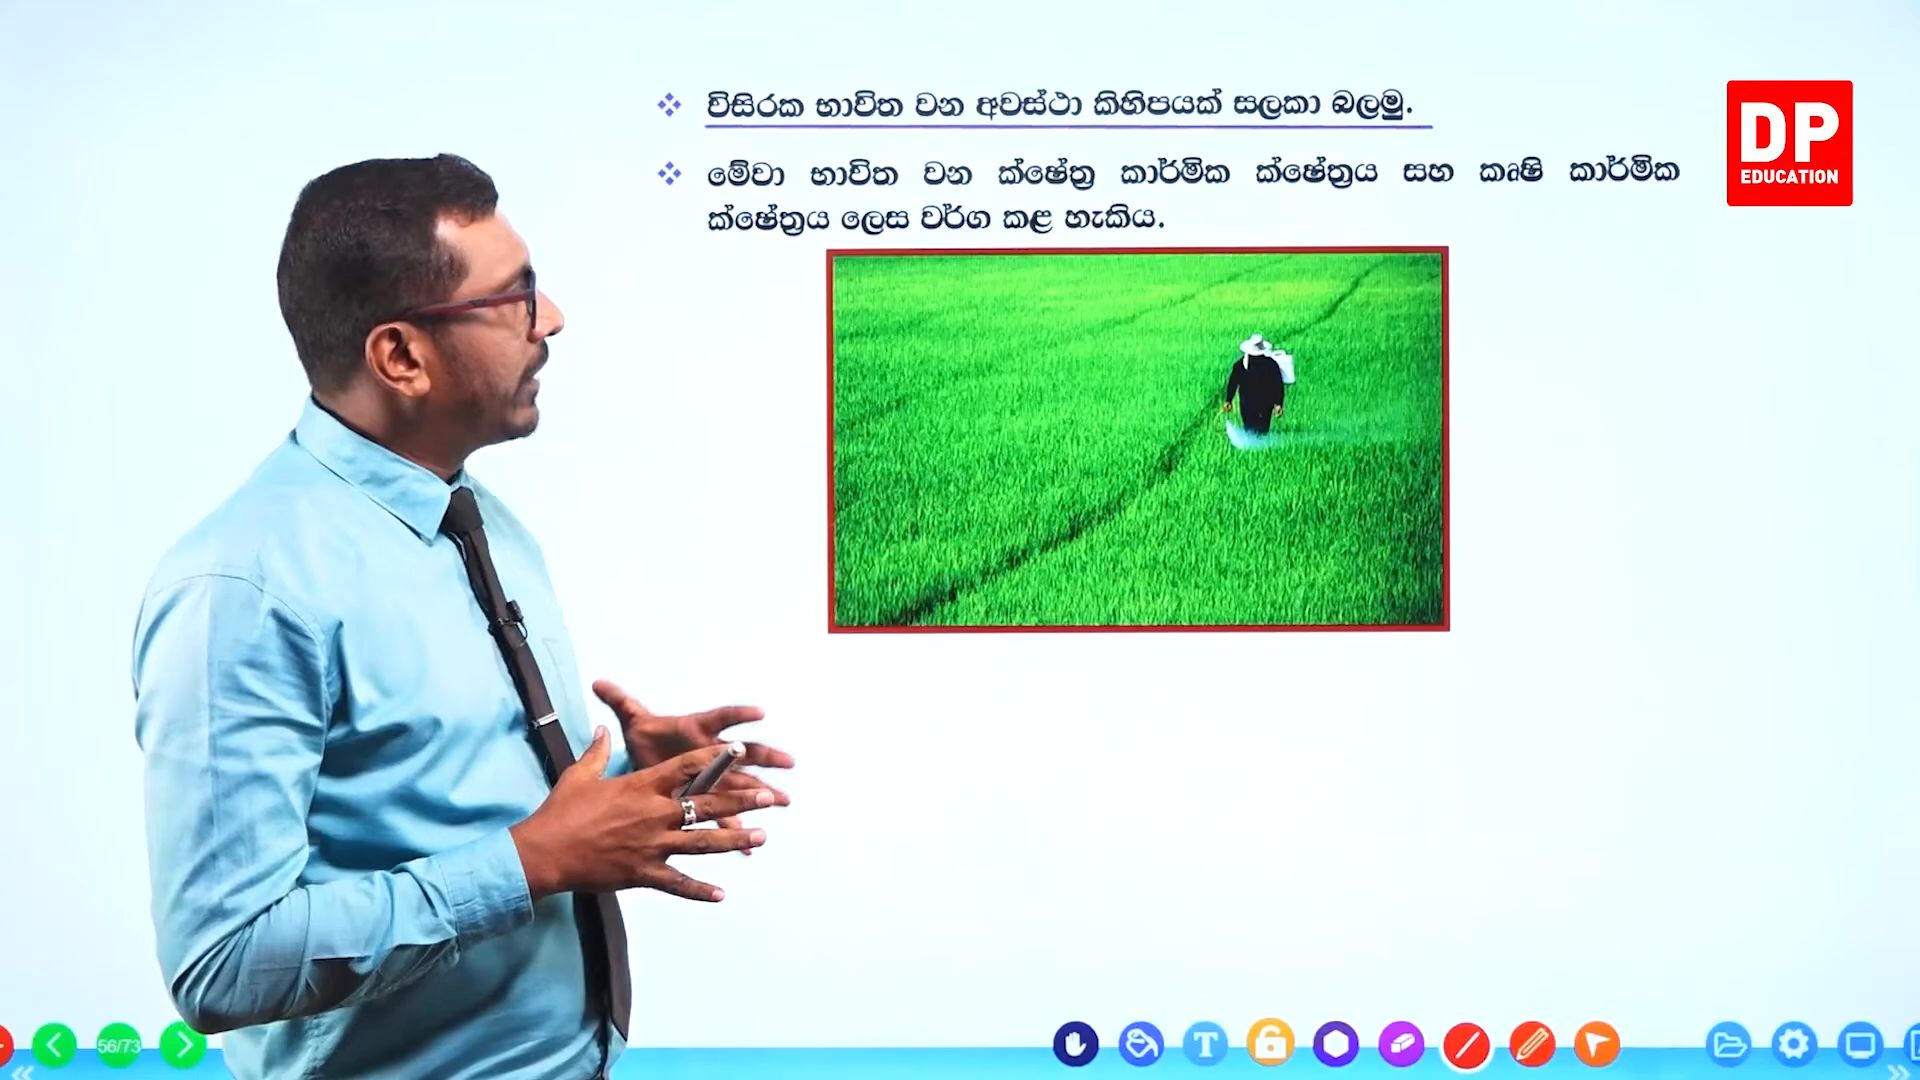 ❖ විසිරක භාවිත වන අවස්ථා කිහිපයක් සලකා බලමු.
❖ මේවා භාවිත වන ක්ෂේත්‍ර කාර්මික ක්ෂේත්‍රය සහ කෘෂි කාර්මික
ක්ෂේත්‍රය ලෙස වර්ග කළ හැකිය.
DP
EDUCATION
56/73
T